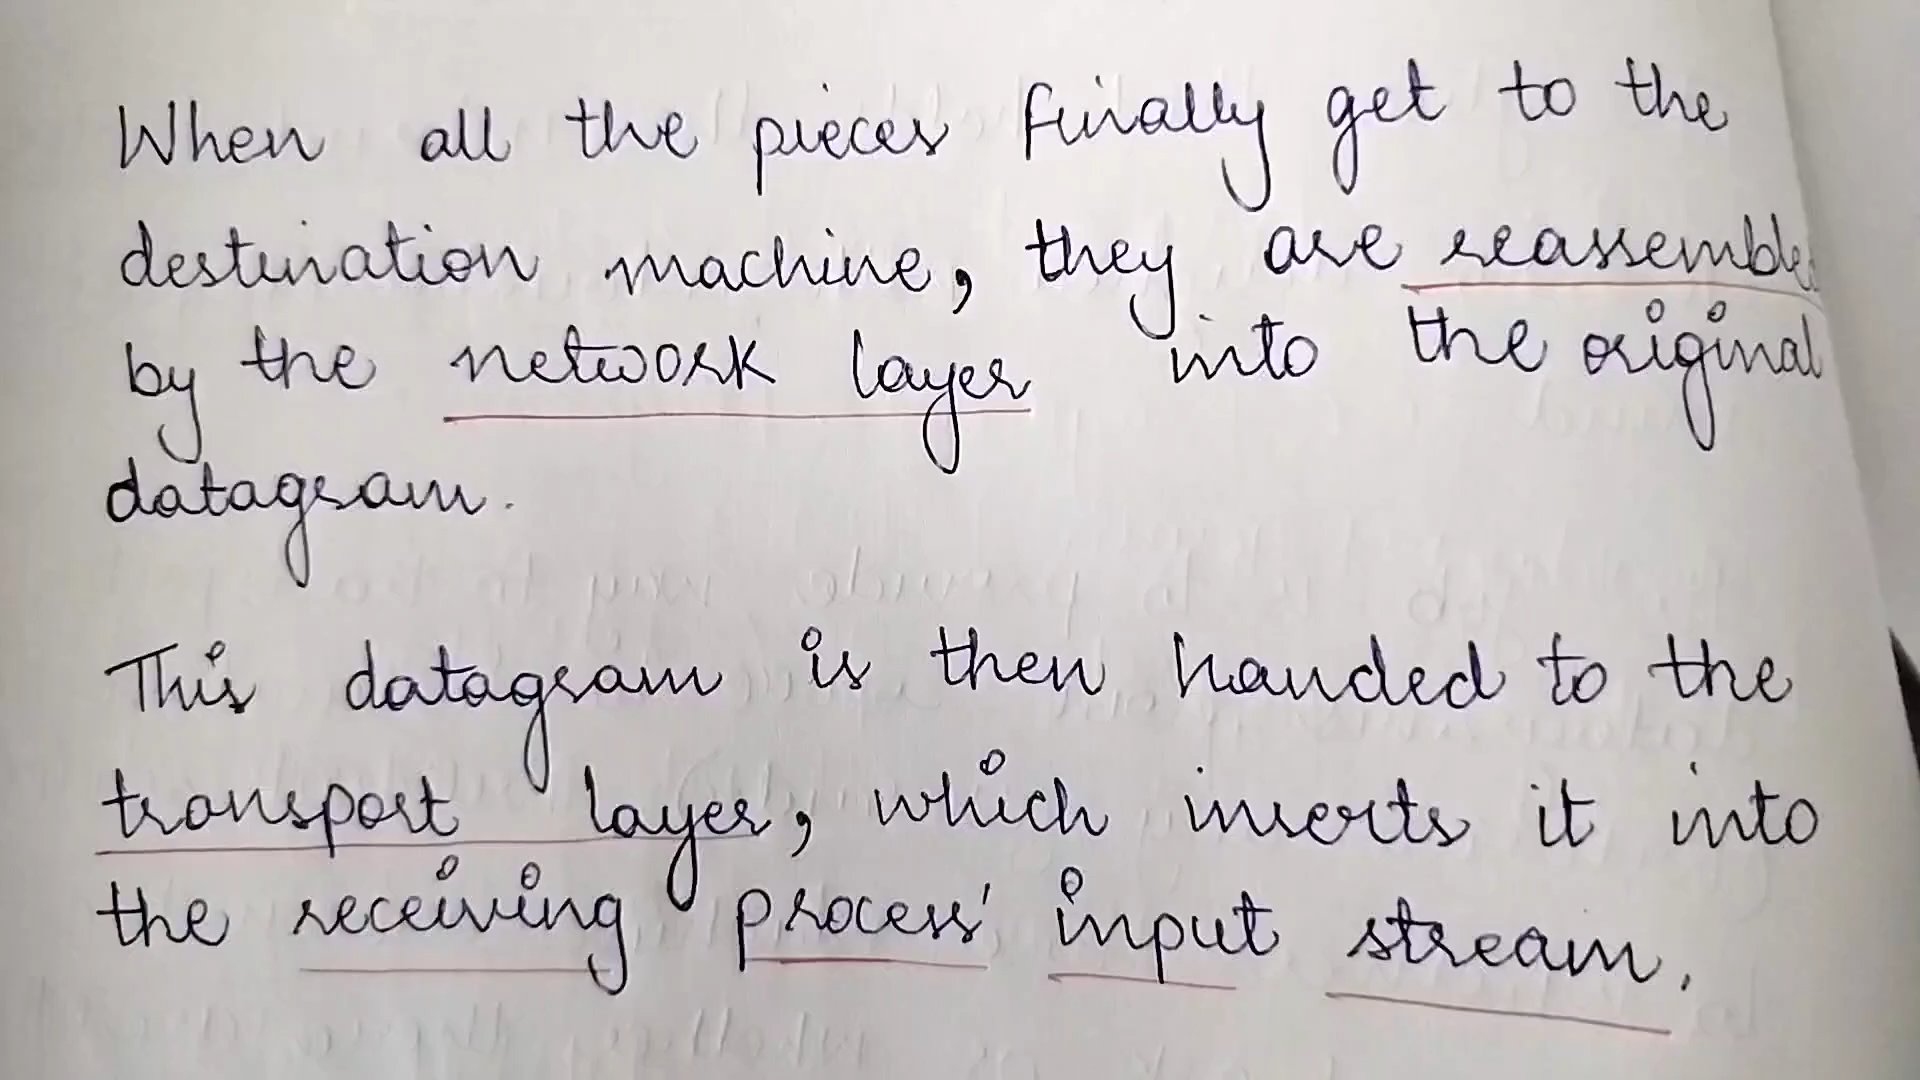 When all the pieces finally get to the
destination machine, they are reassembled
by the network layer into the original
datagram.
This datagram is then handed to the
transport layer, which inserts it into
the receiving process' input stream.